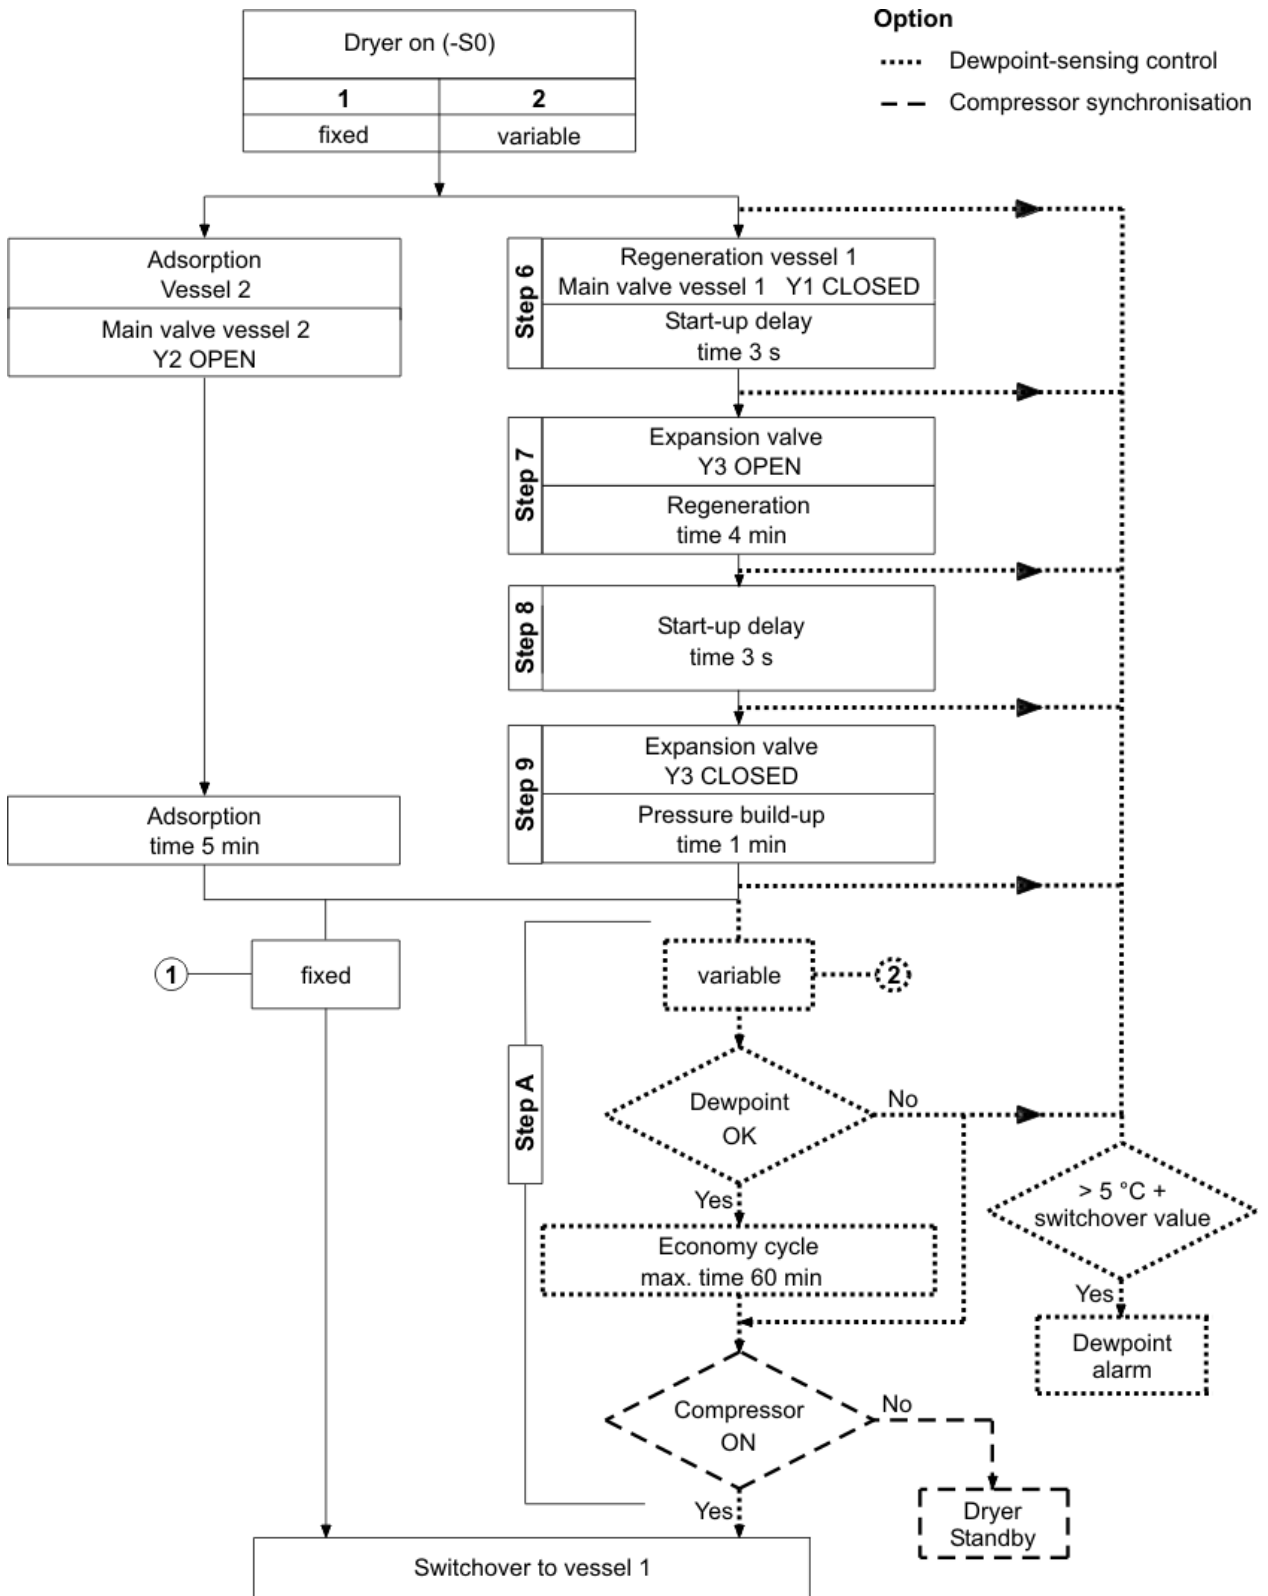 Dryer on (-S0)
1
2
fixed
variable
Option
Dewpoint-sensing control
Compressor synchronisation
Adsorption
Vessel 2
Main valve vessel 2
Y2 OPEN
Step 6
Regeneration vessel 1
Main valve vessel 1 Y1 CLOSED
Start-up delay
time 3 s
Step 7
Expansion valve
Y3 OPEN
Regeneration
time 4 min
Step 8
Start-up delay
time 3 s
Step 9
Expansion valve
Y3 CLOSED
Pressure build-up
time 1 min
Adsorption
time 5 min
1
fixed
variable
2
Step A
Dewpoint
OK
No
Yes
> 5 °C +
switchover value
Yes
Dewpoint
alarm
Economy cycle
max. time 60 min
Compressor
ON
No
Yes
Dryer
Standby
Switchover to vessel 1